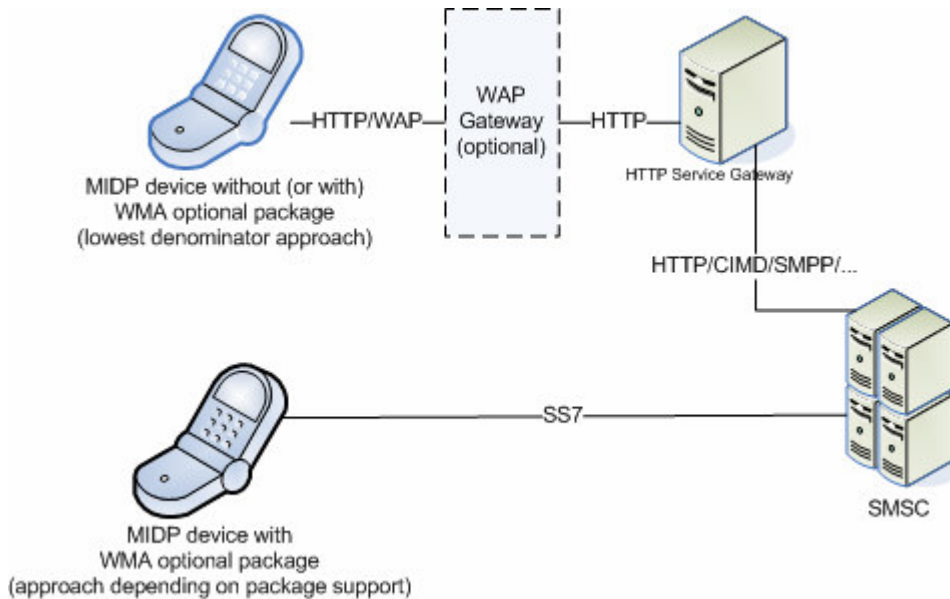 WAP
Gateway
(optional)
HTTP/WAP
HTTP
HTTP Service Gateway
MIDP device without (or with)
WMA optional package
(lowest denominator approach)
HTTP/CIMD/SMPP/...
SS7
SMSC
MIDP device with
WMA optional package
(approach depending on package support)